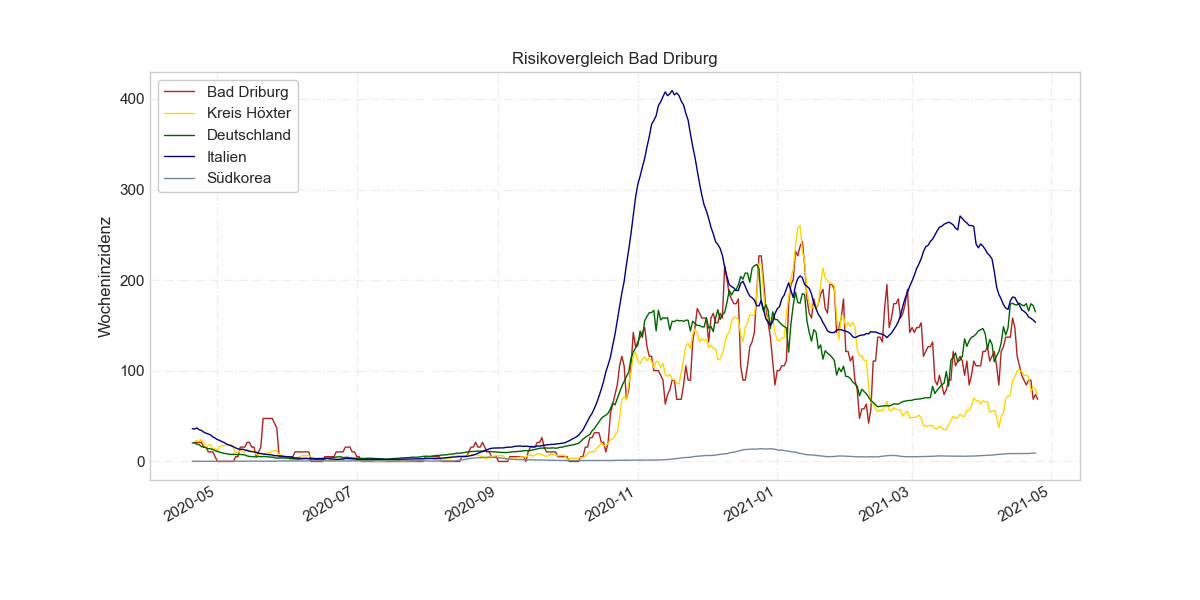 Risikovergleich Bad Driburg
Bad Driburg
Kreis Höxter
Deutschland
Italien
Südkorea
Wocheninzidenz
400
300
200
100
0
2020-05
2020-07
2020-09
2020-11
2021-01
2021-03
2021-05